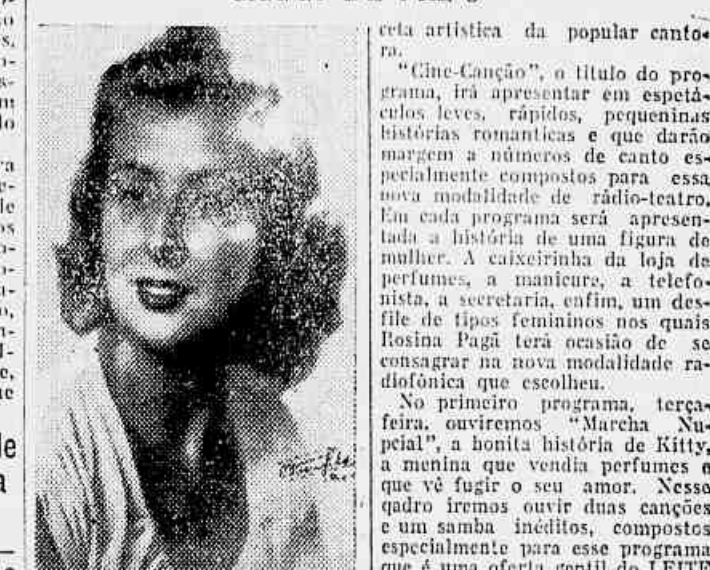 ceta artistica da popular canto-
ra.
"Cine-Canção", o titulo do pro-
grama, irá apresentar em espetá-
culos leves, rápidos, pequeninas
histórias romanticas e que darão
margem a números de canto es-
pecialmente compostos para essa
nova modalidade de rádio-teatro.
Em cada programa será apresen-
tada a história de uma figura de
mulher. A caixeirinha da loja de
perfumes, a manicure, a telefo-
nista, a secretaria, enfim, um des-
file de tipos femininos nos quais
Rosina Pagã terá ocasião de se
consagrar na nova modalidade ra-
diofônica que escolheu.
No primeiro programa, terça-
feira, ouviremos "Marcha Nu-
pcial", a bonita história de Kitty,
a menina que vendia perfumes e
que vê fugir o seu amor. Nesse
qadro iremos ouvir duas canções
e um samba inéditos, compostos
especialmente para esse programa
que é uma oferta gentil do LEITE